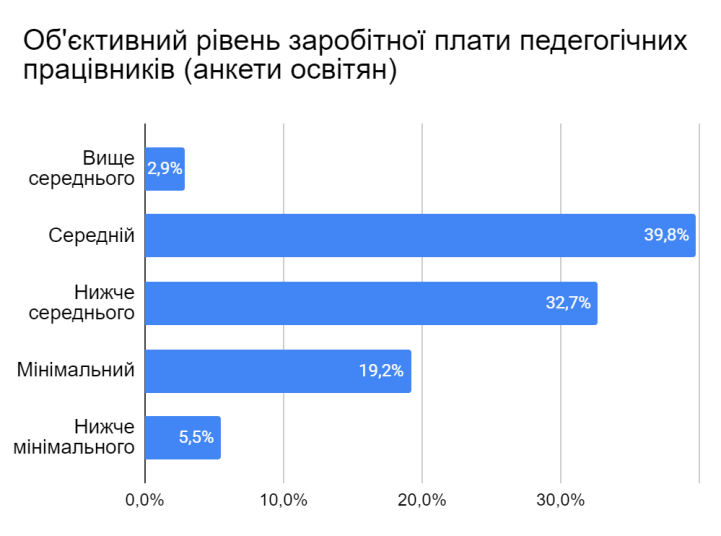 Об'єктивний рівень заробітної плати педегогічних
працівників (анкети освітян)
Вище
середнього
2,9%
Середній
39,8%
Нижче
середнього
32,7%
Мінімальний
19,2%
Нижче
мінімального
5,5%
0,0%
10,0%
20,0%
30,0%